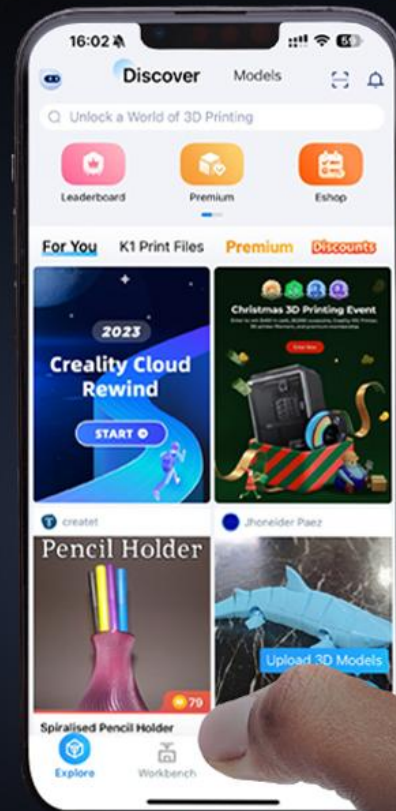 16:02
Discover
Models
Unlock a World of 3D Printing
Leaderboard
Premium
Eshop
For You
K1 Print Files
Premium
Discounts
2023
Creality Cloud
Rewind
START
Christmas 3D Printing Event
Enter Now
createt
Jhoneider Paez
Pencil Holder
79
Upload 3D Models
Spiralised Pencil Holder
Explore
Workbench